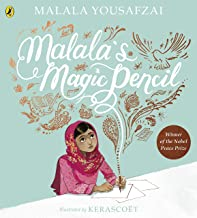 MALALA YOUSAFZAI
Malala's
Magic Pencil
Winner
of the Nobel
Peace Prize
Illustrated by KERASCOËT